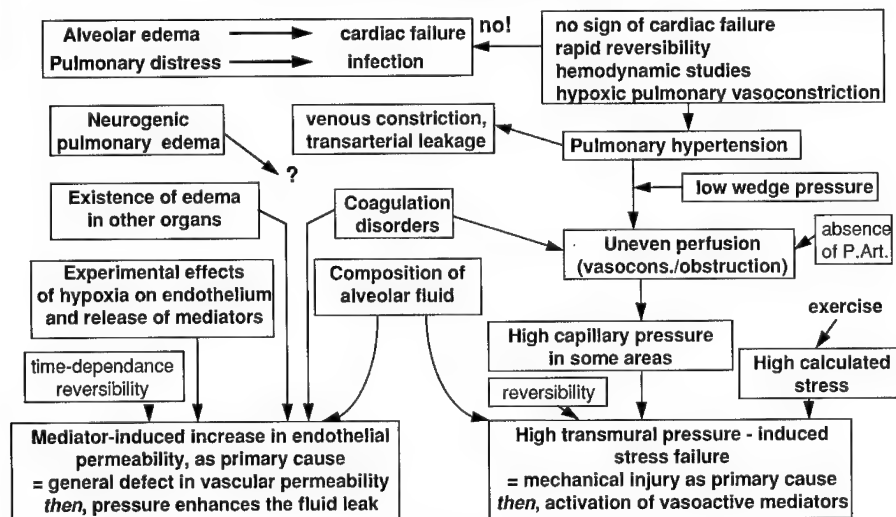 Alveolar edema
cardiac failure
Pulmonary distress
infection
no!
no sign of cardiac failure
rapid reversibility
hemodynamic studies
hypoxic pulmonary vasoconstriction
Neurogenic
pulmonary edema
?
venous constriction,
transarterial leakage
Pulmonary hypertension
low wedge pressure
Existence of edema
in other organs
Coagulation
disorders
Uneven perfusion
(vasocons./obstruction)
absence
of P.Art.
Experimental effects
of hypoxia on endothelium
and release of mediators
Composition of
alveolar fluid
exercise
High capillary pressure
in some areas
High calculated
stress
time-dependance
reversibility
reversibility
Mediator-induced increase in endothelial
permeability, as primary cause
= general defect in vascular permeability
then, pressure enhances the fluid leak
High transmural pressure - induced
stress failure
= mechanical injury as primary cause
then, activation of vasoactive mediators